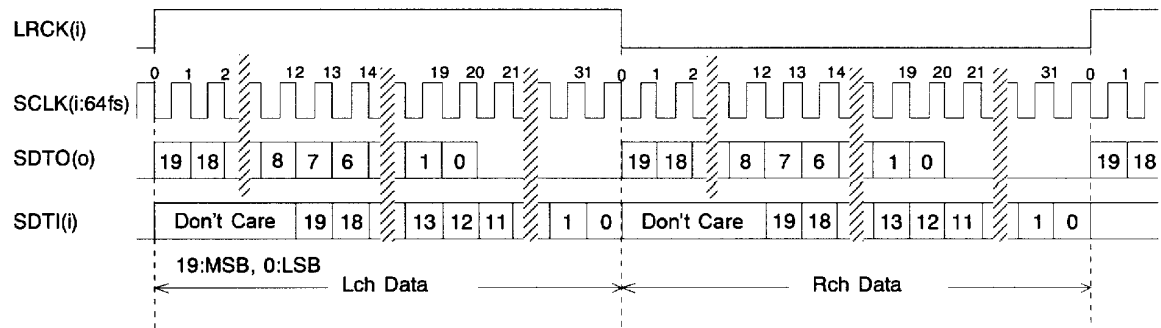 LRCK(i)
0 1 2 12 13 14 19 20 21 31 0 1 2 12 13 14 19 20 21 31 0 1
SCLK(i:64fs)
SDTO(o) 19 18 8 7 6 1 0 19 18 8 7 6 1 0 19 18
SDTI(i) Don't Care 19 18 13 12 11 1 0 Don't Care 19 18 13 12 11 1 0
19:MSB, 0:LSB
Lch Data Rch Data